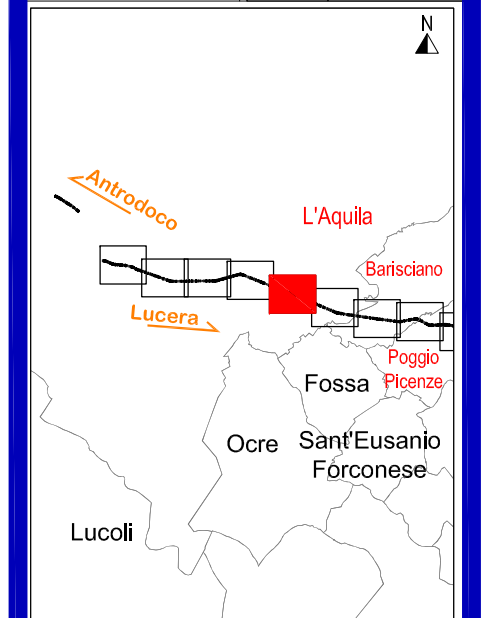 N
Antrodoco
L'Aquila
Barisciano
Lucera
Poggio
Picenze
Fossa
Ocre
Sant'Eusanio
Forconese
Lucoli